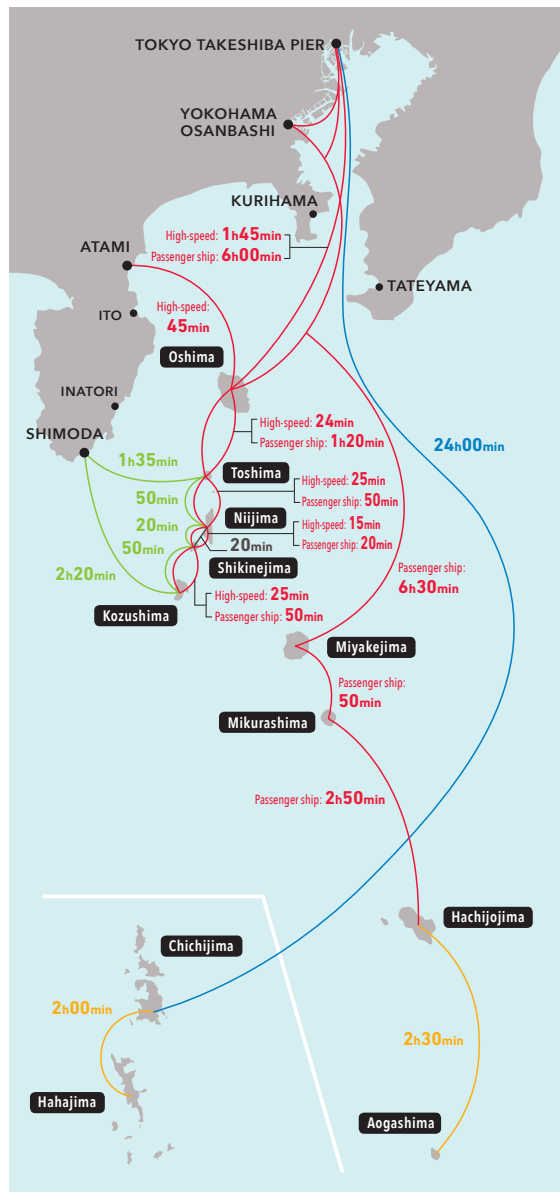 TOKYO TAKESHIBA PIER
YOKOHAMA
OSANBASHI
KURIHAMA
High-speed: 1h45min
Passenger ship: 6h00min
ATAMI
TATEYAMA
ITO
High-speed:
45min
Oshima
INATORI
High-speed: 24min
Passenger ship: 1h20min
SHIMODA
24h00min
1h35min
Toshima
High-speed: 25min
Passenger ship: 50min
50min
Niijima
High-speed: 15min
Passenger ship: 20min
20min
20min
50min
Shikinejima
2h20min
Kozushima
High-speed: 25min
Passenger ship: 50min
Passenger ship:
6h30min
Miyakejima
Passenger ship:
50min
Mikurashima
Passenger ship: 2h50min
Hachijojima
Chichijima
2h00min
2h30min
Hahajima
Aogashima